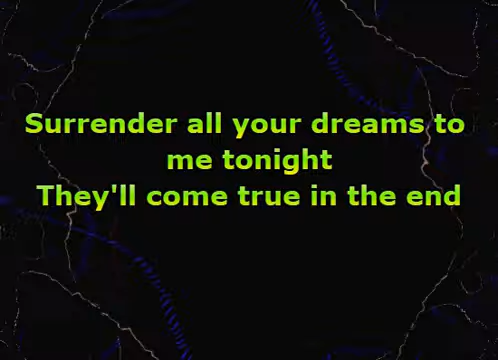 Surrender all your dreams to
me tonight
They'll come true in the end